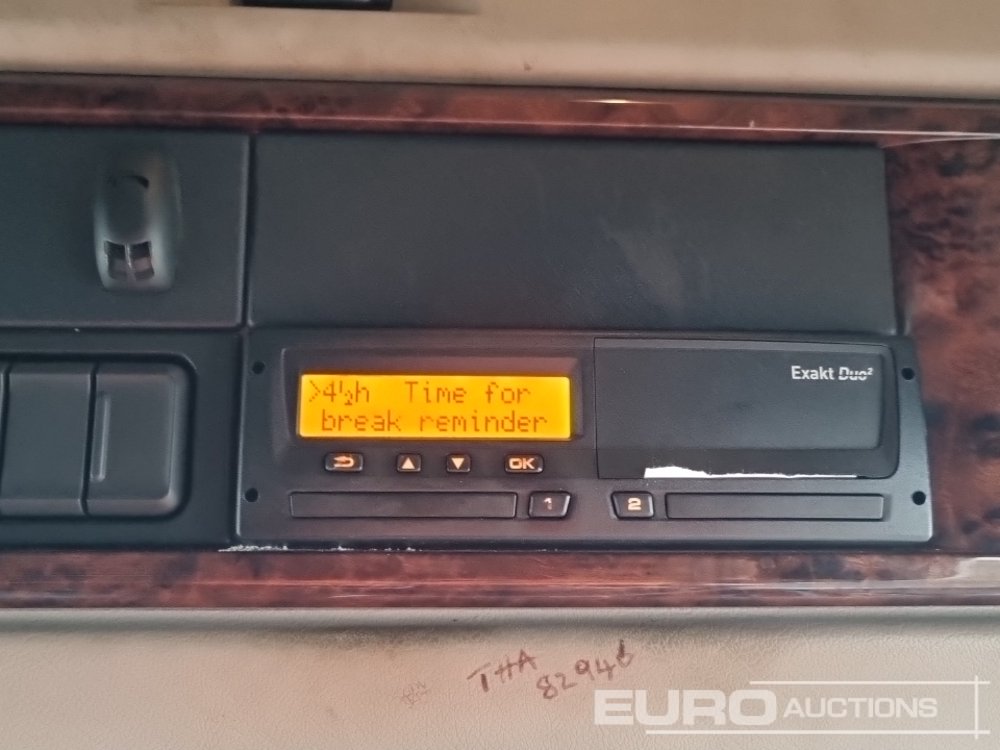 Exakt Duo²
>4½h Time for
break reminder
OK
1
2
THA
82946
EURO AUCTIONS